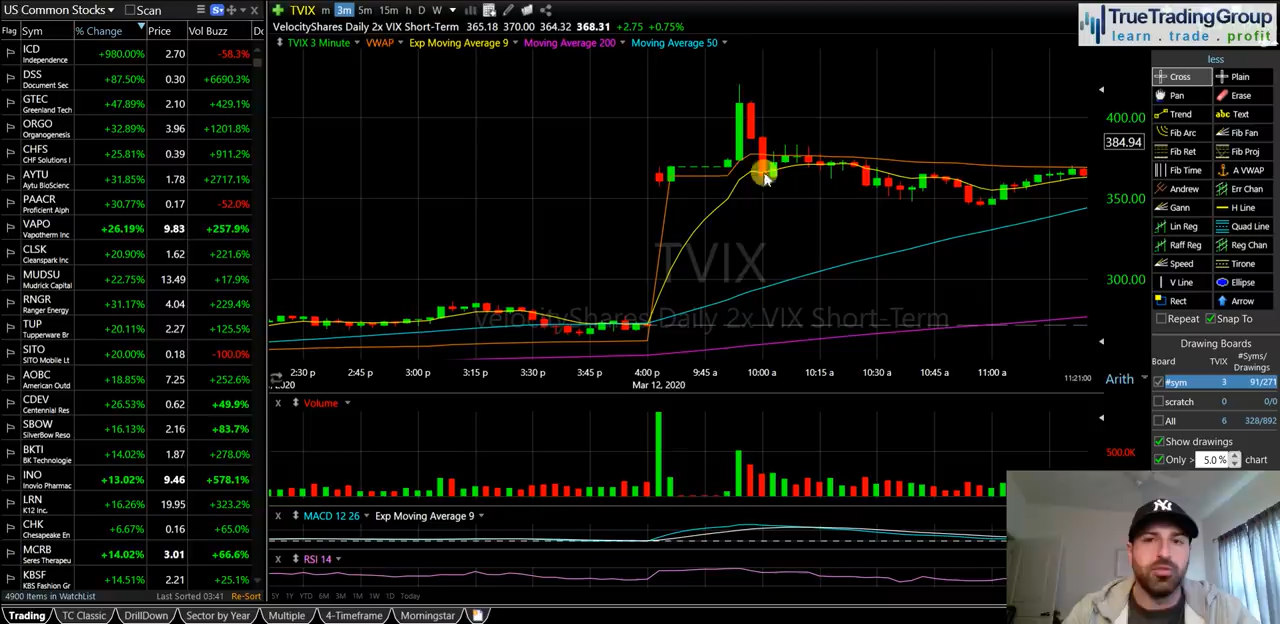 US Common Stocks Scan
Flag Sym % Change Price Vol Buzz Do
ICD +980.00% 2.70 -58.3%
Independence
DSS +87.50% 0.30 +6690.3%
Document Sec
GTEC +47.89% 2.10 +429.1%
Greenland Tech
ORGO +32.89% 3.96 +1201.8%
Organogenesis
CHFS +25.81% 0.39 +911.2%
CHF Solutions I
AYTU +31.85% 1.78 +2717.1%
Aytu BioScienc
PAACR +30.77% 0.17 -52.0%
Proficient Alph
VAPO +26.19% 9.83 +257.9%
Vapotherm Inc
CLSK +20.90% 1.62 +221.6%
Cleanspark Inc
MUDSU +22.75% 13.49 +17.9%
Mudrick Capital
RNGR +31.17% 4.04 +229.4%
Ranger Energy
TUP +20.11% 2.27 +125.5%
Tupperware Br
SITO +20.00% 0.18 -100.0%
SITO Mobile Lt
AOBC +18.85% 7.25 +252.6%
American Outd
CDEV +26.53% 0.62 +49.9%
Centennial Res
SBOW +16.13% 2.16 +83.7%
SilverBow Reso
BKTI +14.02% 1.87 +278.0%
BK Technologie
INO +13.02% 9.46 +578.1%
Inovio Pharmac
LRN +16.26% 19.95 +323.2%
K12 Inc.
CHK +6.67% 0.16 +65.0%
Chesapeake En
MCRB +14.02% 3.01 +66.6%
Seres Therapeu
KBSF +14.51% 2.21 +25.1%
KBS Fashion Gr
4900 Items in WatchList Last Sorted 03:41 Re-Sort
Trading TC Classic DrillDown Sector by Year Multiple 4-Timeframe Morningstar
TVIX m 3m 5m 15m h D W
VelocityShares Daily 2x VIX Short-Term 365.18 370.00 364.32 368.31 +2.75 +0.75%
TVIX 3 Minute VWAP Exp Moving Average 9 Moving Average 200 Moving Average 50
TVIX
VelocityShares Daily 2x VIX Short-Term
400.00
384.94
350.00
300.00
2:30 p 2:45 p 3:00 p 3:15 p 3:30 p 3:45 p 4:00 p 9:45 a 10:00 a 10:15 a 10:30 a 10:45 a 11:00 a 11:21:00 Arith
/2020 Mar 12, 2020
Volume
500.0K
MACD 12 26 Exp Moving Average 9
RSI 14
5Y 1Y YTD 6M 3M 1M 1W 1D Today
TrueTradingGroup
learn . trade . profit
less
Cross Plain
Pan Erase
Trend abc Text
Fib Arc Fib Fan
Fib Ret Fib Proj
Fib Time A VWAP
Andrew Err Chan
Gann H Line
Lin Reg Quad Line
Raff Reg Reg Chan
Speed Tirone
V Line Ellipse
Rect Arrow
Repeat Snap To
Drawing Boards
Board TVIX #Syms/
Drawings
#sym 3 91/271
scratch 0 0/0
All 6 328/892
Show drawings
Only > 5.0 % chart